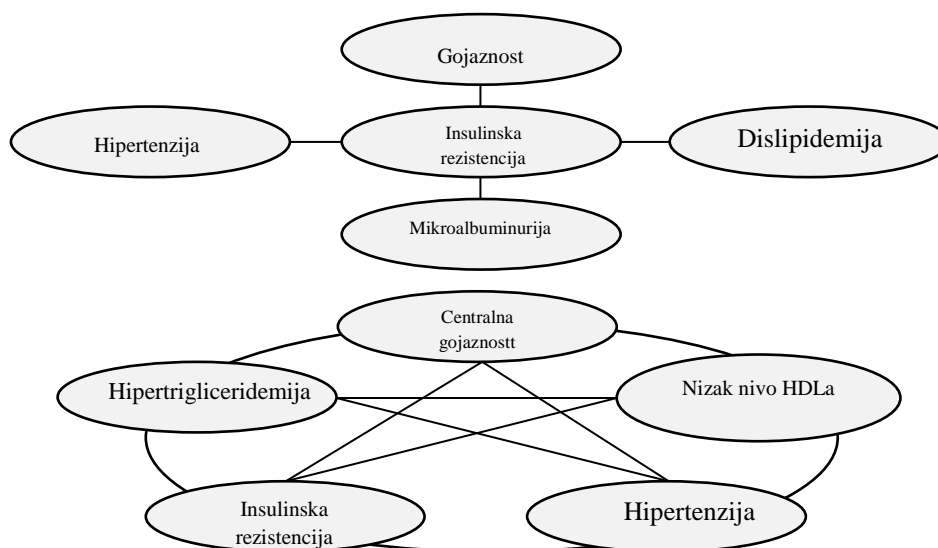 Gojaznost
Hipertenzija
Insulinska
rezistencija
Dislipidemija
Mikroalbuminurija
Centralna
gojaznostt
Hipertrigliceridemija
Nizak nivo HDLa
Insulinska
rezistencija
Hipertenzija